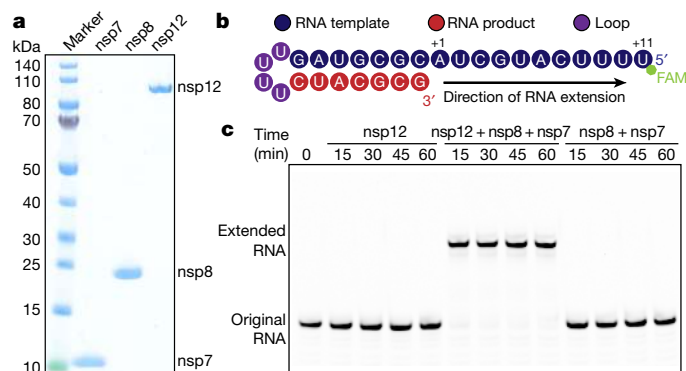 a
kDa
Marker
nsp7
nsp8
nsp12
140
110
80
70
50
40
30
25
15
10
nsp12
nsp8
nsp7
b
RNA template RNA product Loop
+1 +11
U U G A U G C G C A U C G U A C U U U U 5′
FAM
U U C U A C G C G
3′ Direction of RNA extension
c
Time nsp12 nsp12 + nsp8 + nsp7 nsp8 + nsp7
(min) 0 15 30 45 60 15 30 45 60 15 30 45 60
Extended
RNA
Original
RNA